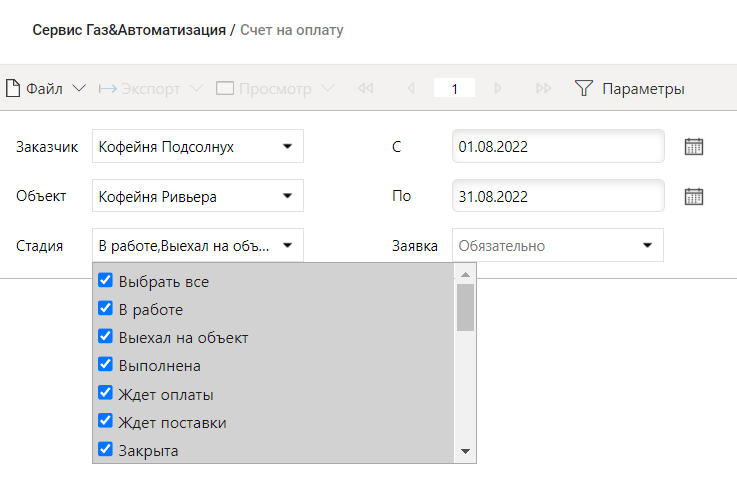 Сервис Газ&Автоматизация / Счет на оплату
Файл Экспорт Просмотр 1 Параметры
Заказчик Кофейня Подсолнух С 01.08.2022
Объект Кофейня Ривьера По 31.08.2022
Стадия В работе,Выехал на объ... Заявка Обязательно
Выбрать все
В работе
Выехал на объект
Выполнена
Ждет оплаты
Ждет поставки
Закрыта